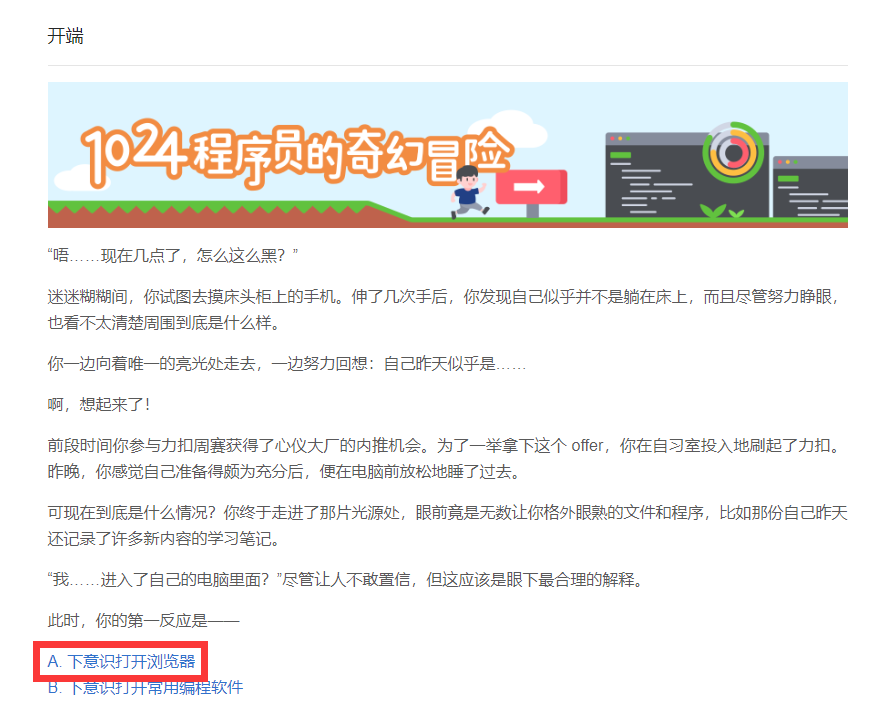 开端
1024程序员的奇幻冒险
“唔……现在几点了，怎么这么黑？”
迷迷糊糊间，你试图去摸床头柜上的手机。伸了几次手后，你发现自己似乎并不是躺在床上，而且尽管努力睁眼，
也看不太清楚周围到底是什么样。
你一边向着唯一的亮光处走去，一边努力回想：自己昨天似乎是……
啊，想起来了！
前段时间你参与力扣周赛获得了心仪大厂的内推机会。为了一举拿下这个 offer，你在自习室投入地刷起了力扣。
昨晚，你感觉自己准备得颇为充分后，便在电脑前放松地睡了过去。
可现在到底是什么情况？你终于走进了那片光源处，眼前竟是无数让你格外眼熟的文件和程序，比如那份自己昨天
还记录了许多新内容的学习笔记。
“我……进入了自己的电脑里面？”尽管让人不敢置信，但这应该是眼下最合理的解释。
此时，你的第一反应是——
A. 下意识打开浏览器
B. 下意识打开常用编程软件